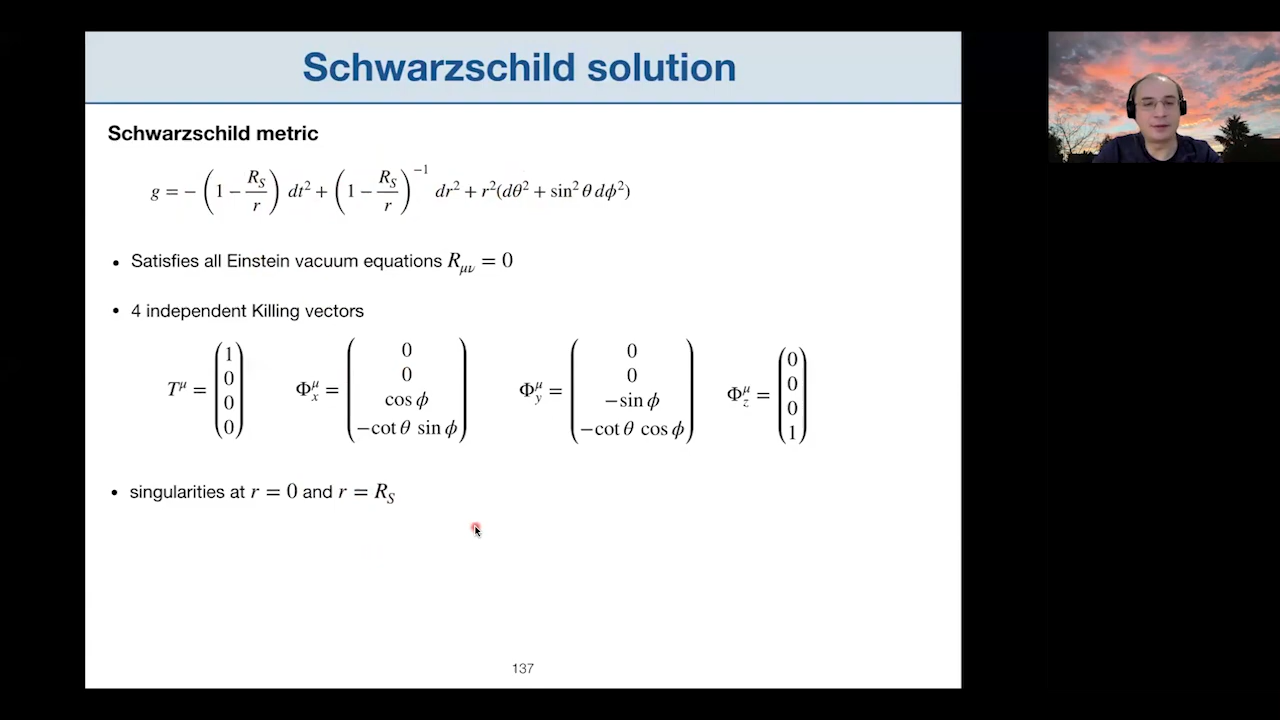 Schwarzschild solution
Schwarzschild metric
g = − (1 − R_S/r) dt² + (1 − R_S/r)⁻¹ dr² + r²(dθ² + sin² θ dϕ²)
• Satisfies all Einstein vacuum equations R_μν = 0
• 4 independent Killing vectors
T^μ = (1, 0, 0, 0) Φ_x^μ = (0, 0, cos ϕ, −cot θ sin ϕ) Φ_y^μ = (0, 0, −sin ϕ, −cot θ cos ϕ) Φ_z^μ = (0, 0, 0, 1)
• singularities at r = 0 and r = R_S
137